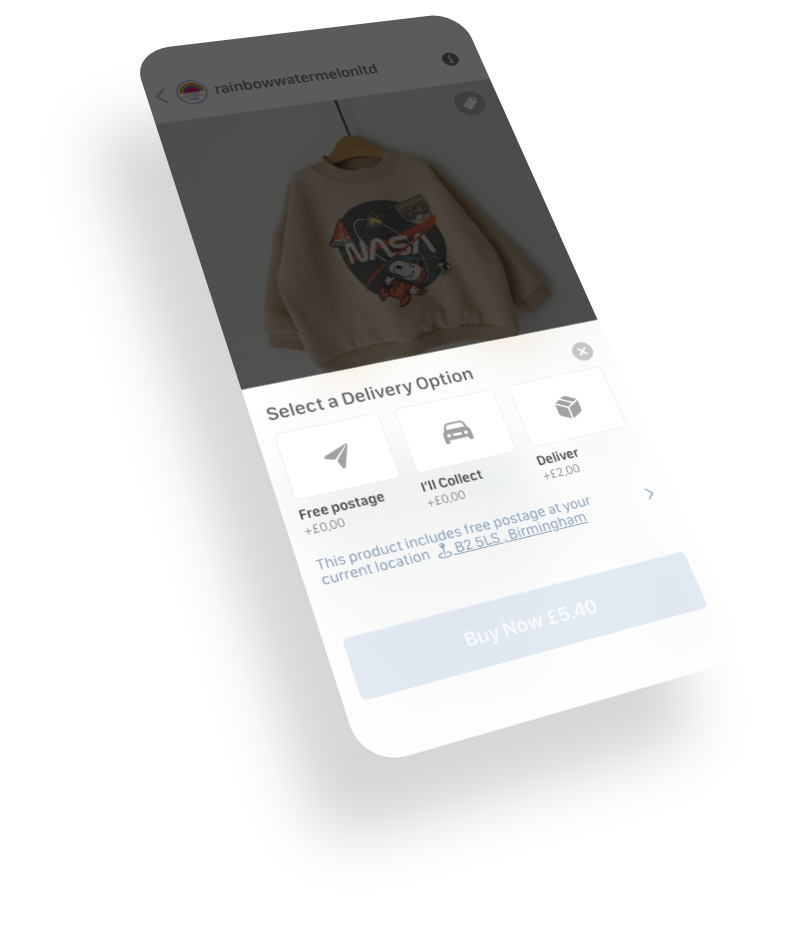 rainbowwatermelonltd
NASA
Select a Delivery Option
Free postage
+£0,00
I'll Collect
+£0,00
Deliver
+£2,00
This product includes free postage at your
current location B2 5LS , Birmingham
Buy Now £5.40